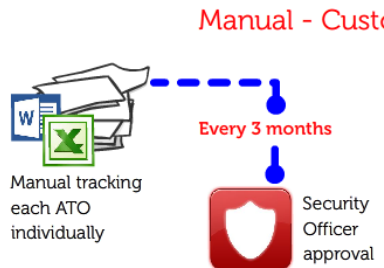 Manual - Custo
Every 3 months
Manual tracking
each ATO
individually
Security
Officer
approval